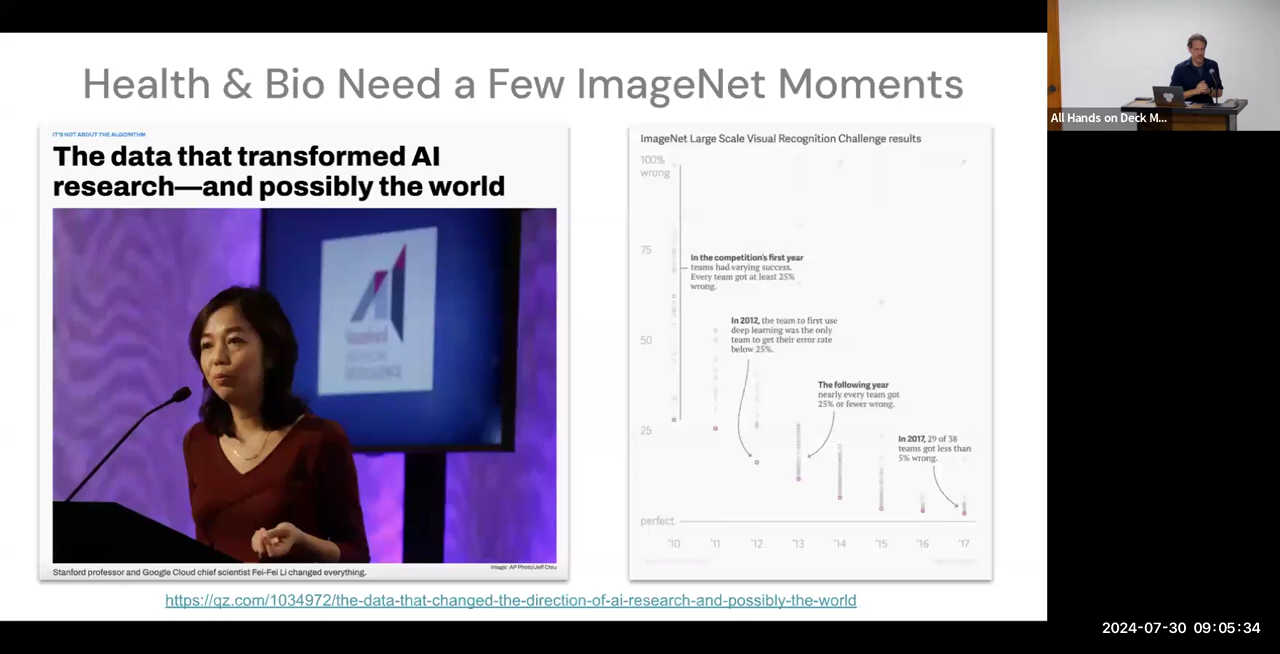 Health & Bio Need a Few ImageNet Moments
IT'S NOT ABOUT THE ALGORITHM
The data that transformed AI
research—and possibly the world
Stanford
Image: AP Photo/Jeff Chiu
Stanford professor and Google Cloud chief scientist Fei-Fei Li changed everything.
ImageNet Large Scale Visual Recognition Challenge results
100%
wrong
75
In the competition's first year
teams had varying success.
Every team got at least 25%
wrong.
In 2012, the team to first use
deep learning was the only
team to get their error rate
below 25%.
50
The following year
nearly every team got
25% or fewer wrong.
25
In 2017, 29 of 38
teams got less than
5% wrong.
perfect
'10 '11 '12 '13 '14 '15 '16 '17
https://qz.com/1034972/the-data-that-changed-the-direction-of-ai-research-and-possibly-the-world
All Hands on Deck M...
2024-07-30 09:05:34